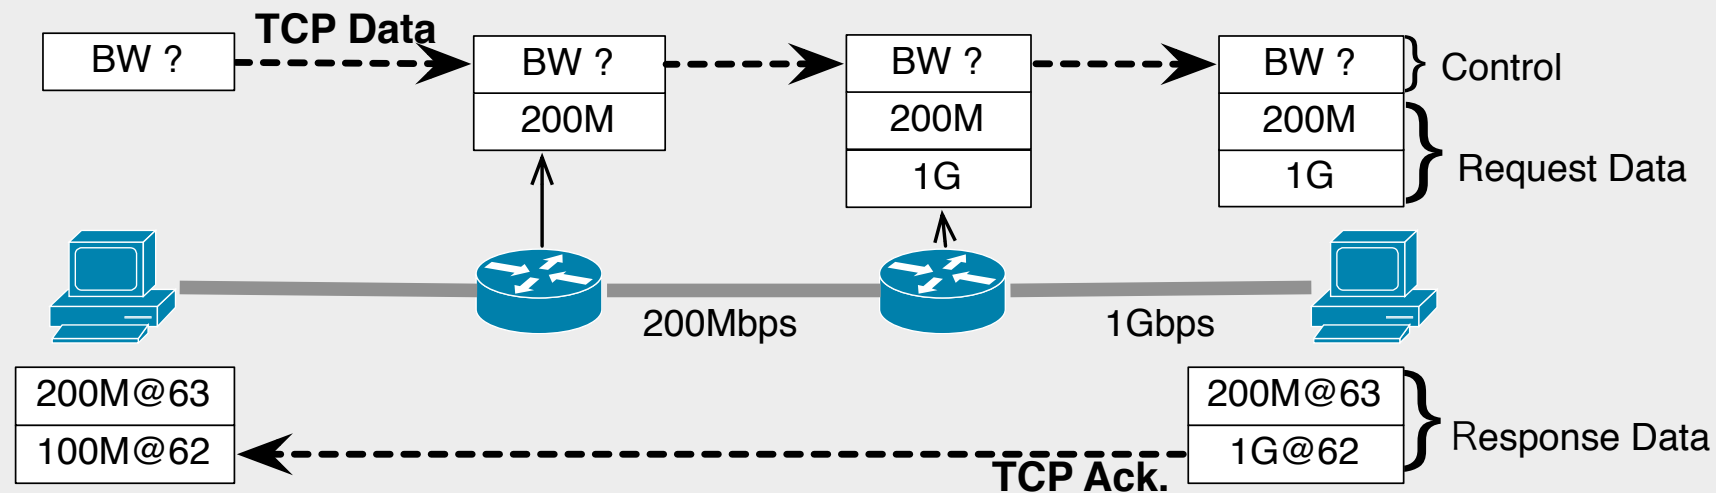 TCP Data
BW ?
BW ?
200M
BW ?
200M
1G
BW ?
200M
1G
Control
Request Data
200Mbps
1Gbps
200M@63
100M@62
TCP Ack.
200M@63
1G@62
Response Data